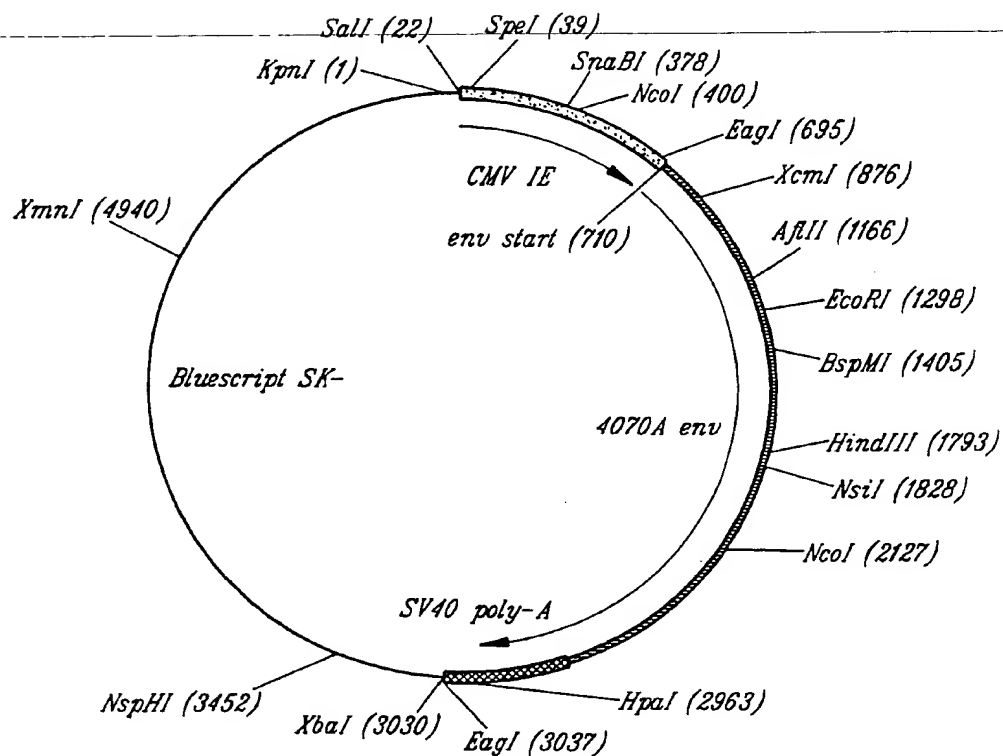 SalI (22)
SpeI (39)
KpnI (1)
SnaBI (378)
NcoI (400)
EagI (695)
CMV IE
XcmI (876)
XmnI (4940)
env start (710)
AflII (1166)
EcoRI (1298)
BspMI (1405)
Bluescript SK-
4070A env
HindIII (1793)
NsiI (1828)
NcoI (2127)
SV40 poly-A
NspHI (3452)
HpaI (2963)
XbaI (3030)
EagI (3037)